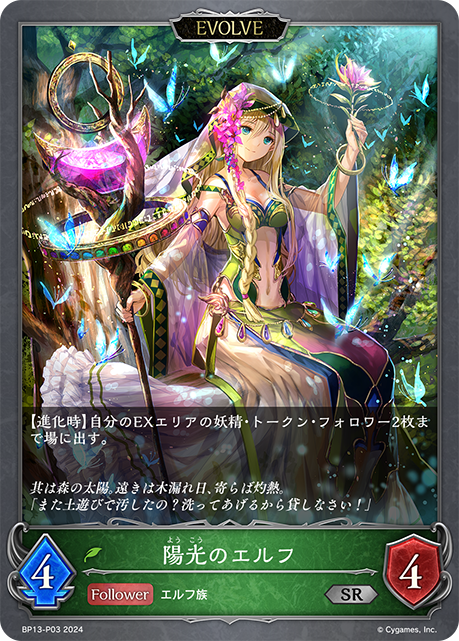 EVOLVE
【進化時】自分のEXエリアの妖精・トークン・フォロワー2枚ま
で場に出す。
其は森の太陽。遠きは木漏れ日、寄らば灼熱。
「また土遊びで汚したの?洗ってあげるから貸しなさい!」
よう こう
陽光のエルフ
4
Follower
エルフ族
SR
4
BP13-P03 2024
© Cygames, Inc.